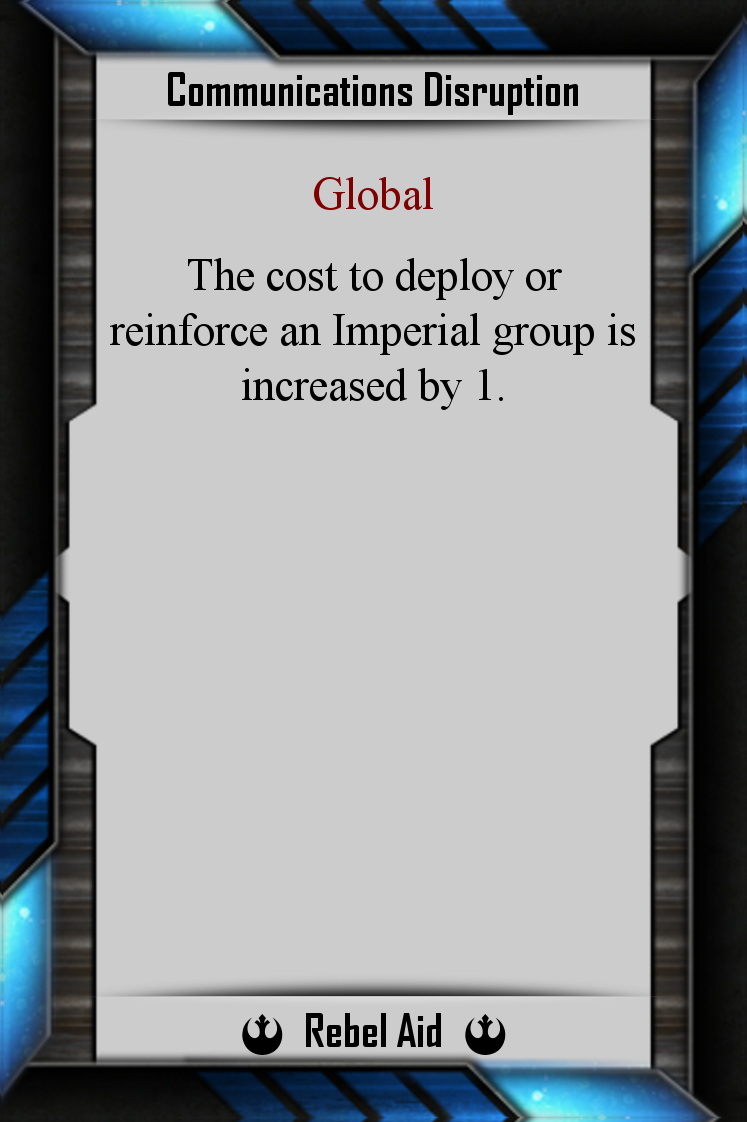 Communications Disruption
Global
The cost to deploy or
reinforce an Imperial group is
increased by 1.
Rebel Aid